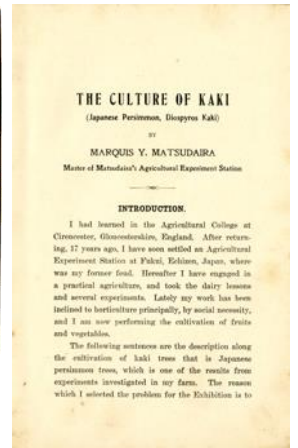 THE CULTURE OF KAKI
(Japanese Persimmon, Diospyros Kaki)
BY
MARQUIS Y. MATSUDAIRA
Master of Matsudaira's Agricultural Experiment Station
INTRODUCTION.
I had learned in the Agricultural College at
Cirencester, Gloucestershire, England. After return-
ing, 17 years ago, I have soon settled an Agricultural
Experiment Station at Fukui, Echizen, Japan, where
was my former feud. Hereafter I have engaged in
a practical agriculture, and took the dairy lessons
and several experiments. Lately my work has been
inclined to horticulture principally, by social necessity,
and I am now performing the cultivation of fruits
and vegetables.
The following sentences are the description along
the cultivation of kaki trees that is Japanese
persimmon trees, which is one of the results from
experiments investigated in my farm. The reason
which I selected the problem for the Exhibition is to